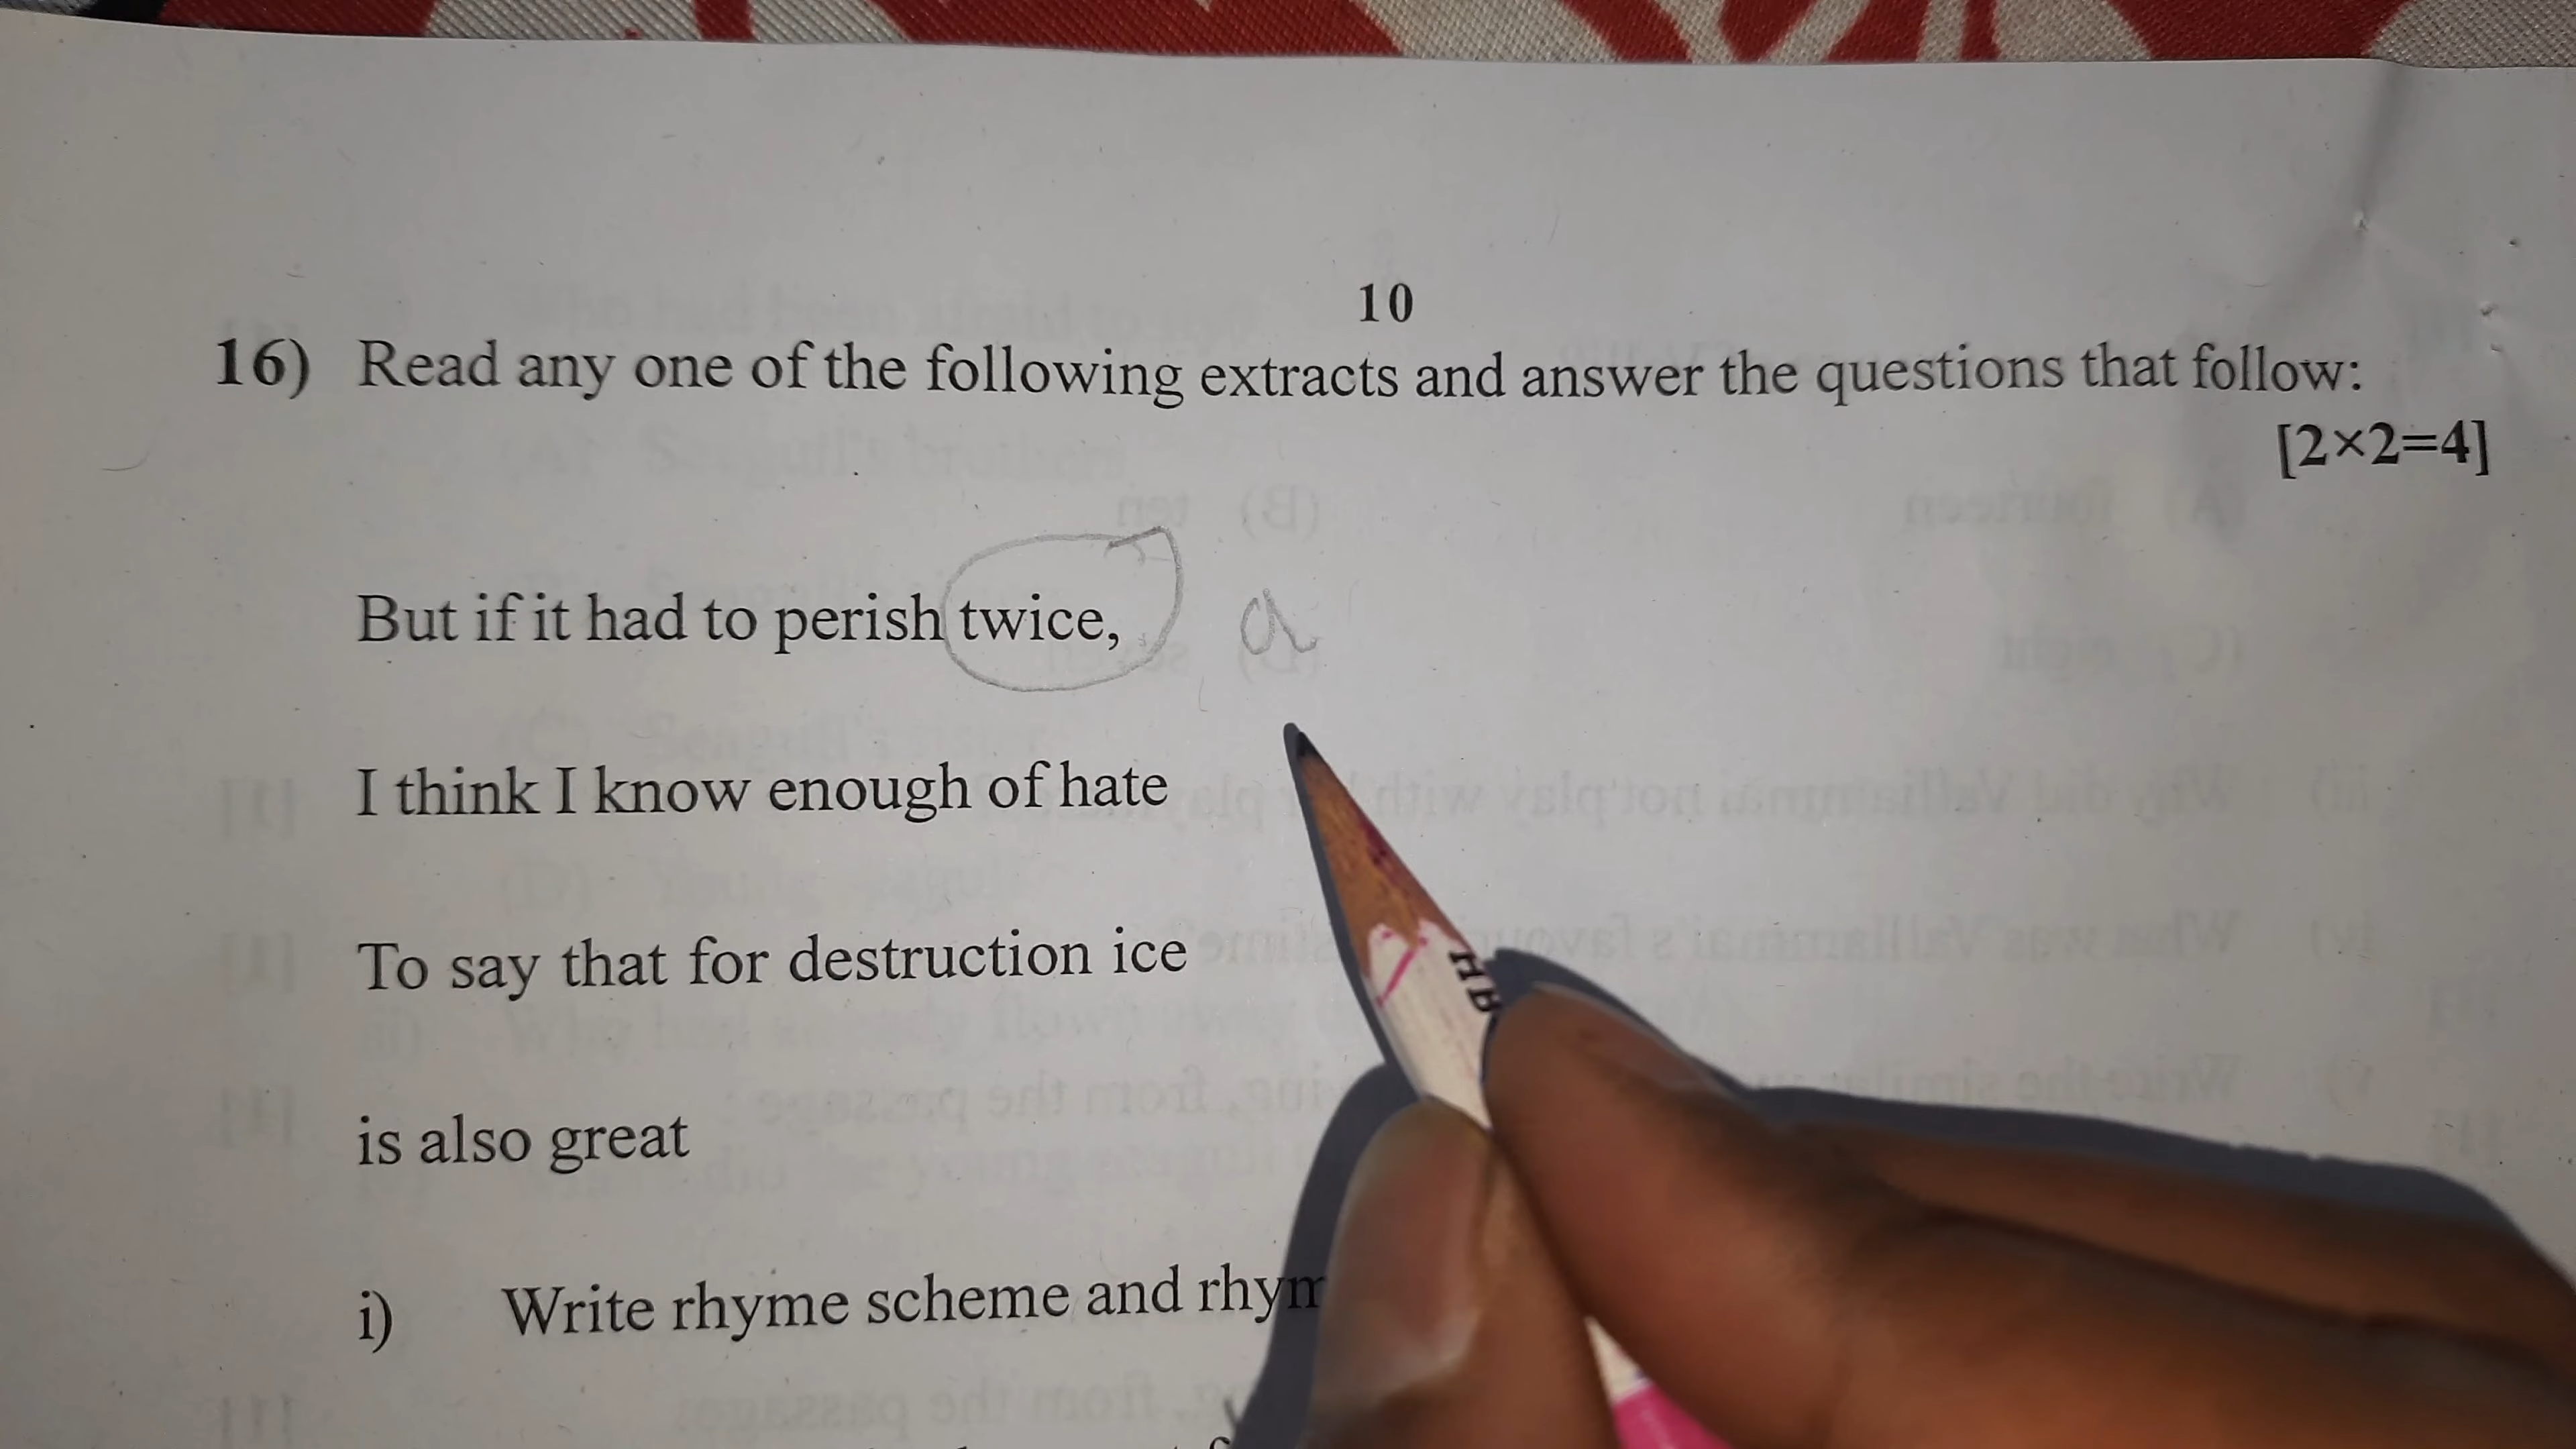 10
16) Read any one of the following extracts and answer the questions that follow:
[2×2=4]
But if it had to perish twice, a
I think I know enough of hate
To say that for destruction ice
is also great
i) Write rhyme scheme and
HB